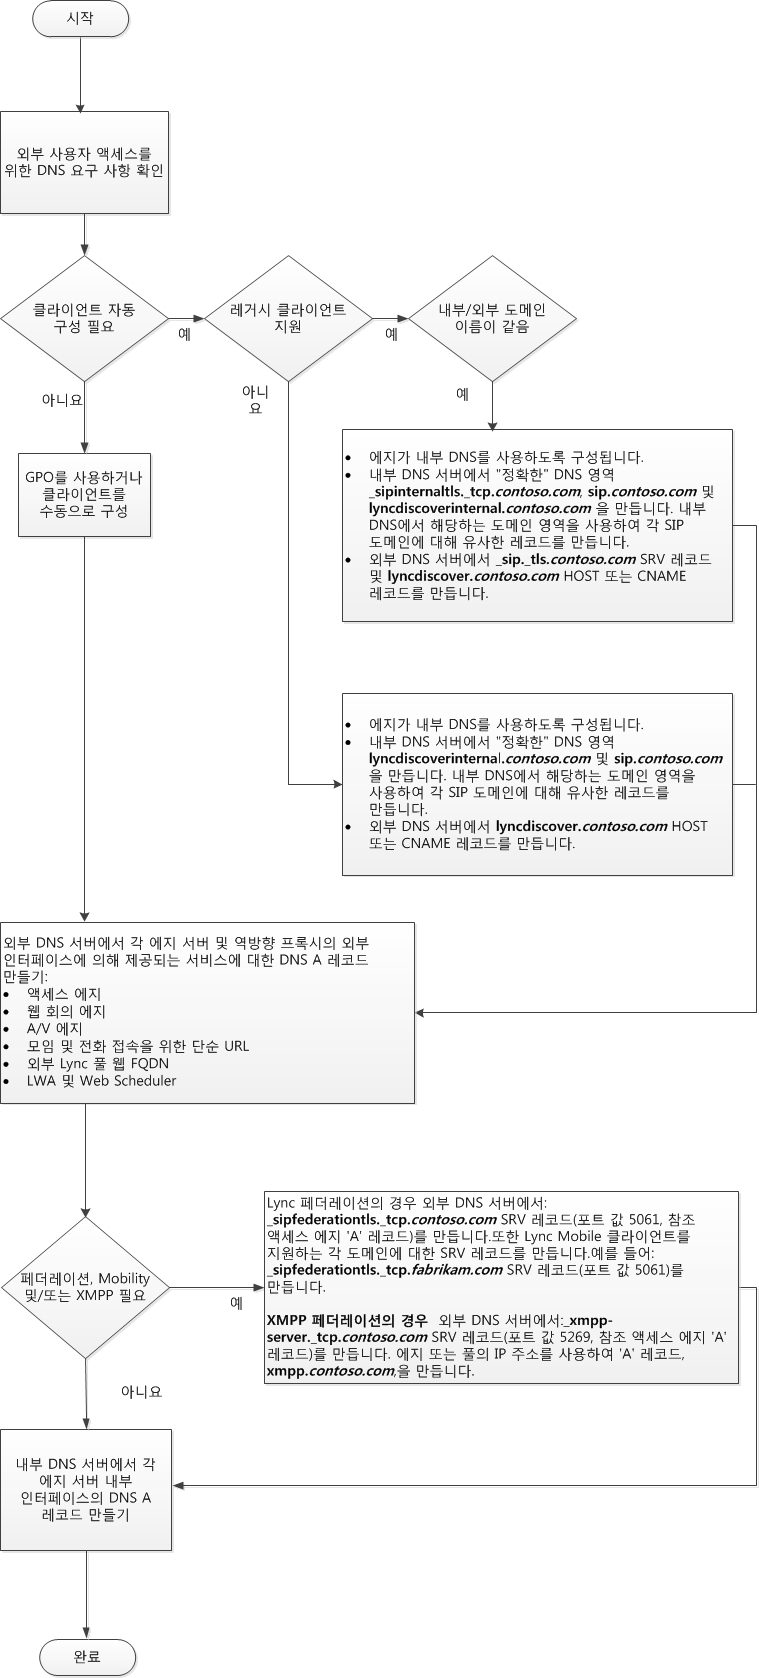 시작
외부 사용자 액세스를
위한 DNS 요구 사항 확인
클라이언트 자동
구성 필요
예
레거시 클라이언트
지원
예
내부/외부 도메인
이름이 같음
아니요
아니
요
예
GPO를 사용하거나
클라이언트를
수동으로 구성
• 에지가 내부 DNS를 사용하도록 구성됩니다.
• 내부 DNS 서버에서 "정확한" DNS 영역
_sipinternaltls._tcp.contoso.com, sip.contoso.com 및
lyncdiscoverinternal.contoso.com 을 만듭니다. 내부
DNS에서 해당하는 도메인 영역을 사용하여 각 SIP
도메인에 대해 유사한 레코드를 만듭니다.
• 외부 DNS 서버에서 _sip._tls.contoso.com SRV 레코드
및 lyncdiscover.contoso.com HOST 또는 CNAME
레코드를 만듭니다.
• 에지가 내부 DNS를 사용하도록 구성됩니다.
• 내부 DNS 서버에서 "정확한" DNS 영역
lyncdiscoverinternal.contoso.com 및 sip.contoso.com
을 만듭니다. 내부 DNS에서 해당하는 도메인 영역을
사용하여 각 SIP 도메인에 대해 유사한 레코드를
만듭니다.
• 외부 DNS 서버에서 lyncdiscover.contoso.com HOST
또는 CNAME 레코드를 만듭니다.
외부 DNS 서버에서 각 에지 서버 및 역방향 프록시의 외부
인터페이스에 의해 제공되는 서비스에 대한 DNS A 레코드
만들기:
• 액세스 에지
• 웹 회의 에지
• A/V 에지
• 모임 및 전화 접속을 위한 단순 URL
• 외부 Lync 풀 웹 FQDN
• LWA 및 Web Scheduler
페더레이션, Mobility
및/또는 XMPP 필요
예
Lync 페더레이션의 경우 외부 DNS 서버에서:
_sipfederationtls._tcp.contoso.com SRV 레코드(포트 값 5061, 참조
액세스 에지 'A' 레코드)를 만듭니다.또한 Lync Mobile 클라이언트를
지원하는 각 도메인에 대한 SRV 레코드를 만듭니다.예를 들어:
_sipfederationtls._tcp.fabrikam.com SRV 레코드(포트 값 5061)를
만듭니다.
XMPP 페더레이션의 경우 외부 DNS 서버에서:_xmpp-
server._tcp.contoso.com SRV 레코드(포트 값 5269, 참조 액세스 에지 'A'
레코드)를 만듭니다. 에지 또는 풀의 IP 주소를 사용하여 'A' 레코드,
xmpp.contoso.com,을 만듭니다.
아니요
내부 DNS 서버에서 각
에지 서버 내부
인터페이스의 DNS A
레코드 만들기
완료